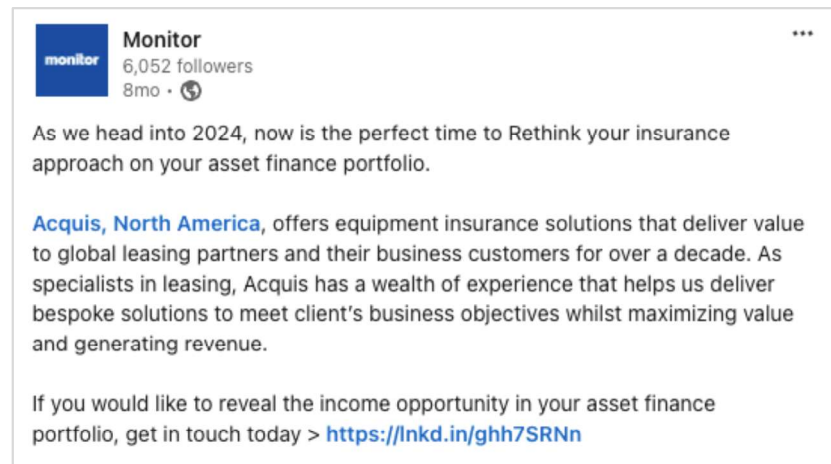 monitor
Monitor
6,052 followers
8mo •
As we head into 2024, now is the perfect time to Rethink your insurance
approach on your asset finance portfolio.
Acquis, North America, offers equipment insurance solutions that deliver value
to global leasing partners and their business customers for over a decade. As
specialists in leasing, Acquis has a wealth of experience that helps us deliver
bespoke solutions to meet client's business objectives whilst maximizing value
and generating revenue.
If you would like to reveal the income opportunity in your asset finance
portfolio, get in touch today > https://lnkd.in/ghh7SRNn